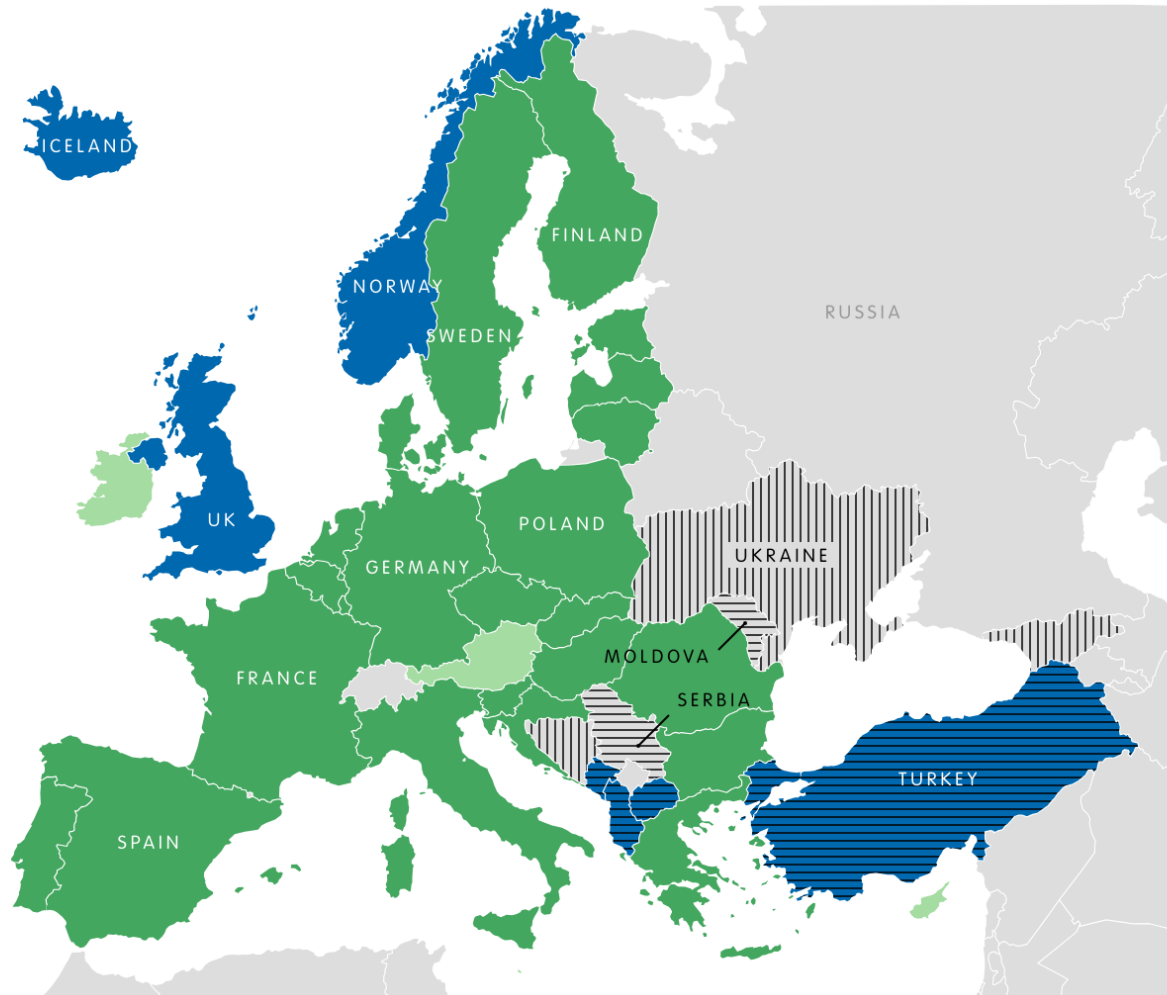 ICELAND
FINLAND
NORWAY
RUSSIA
SWEDEN
UK
POLAND
UKRAINE
GERMANY
MOLDOVA
FRANCE
SERBIA
TURKEY
SPAIN